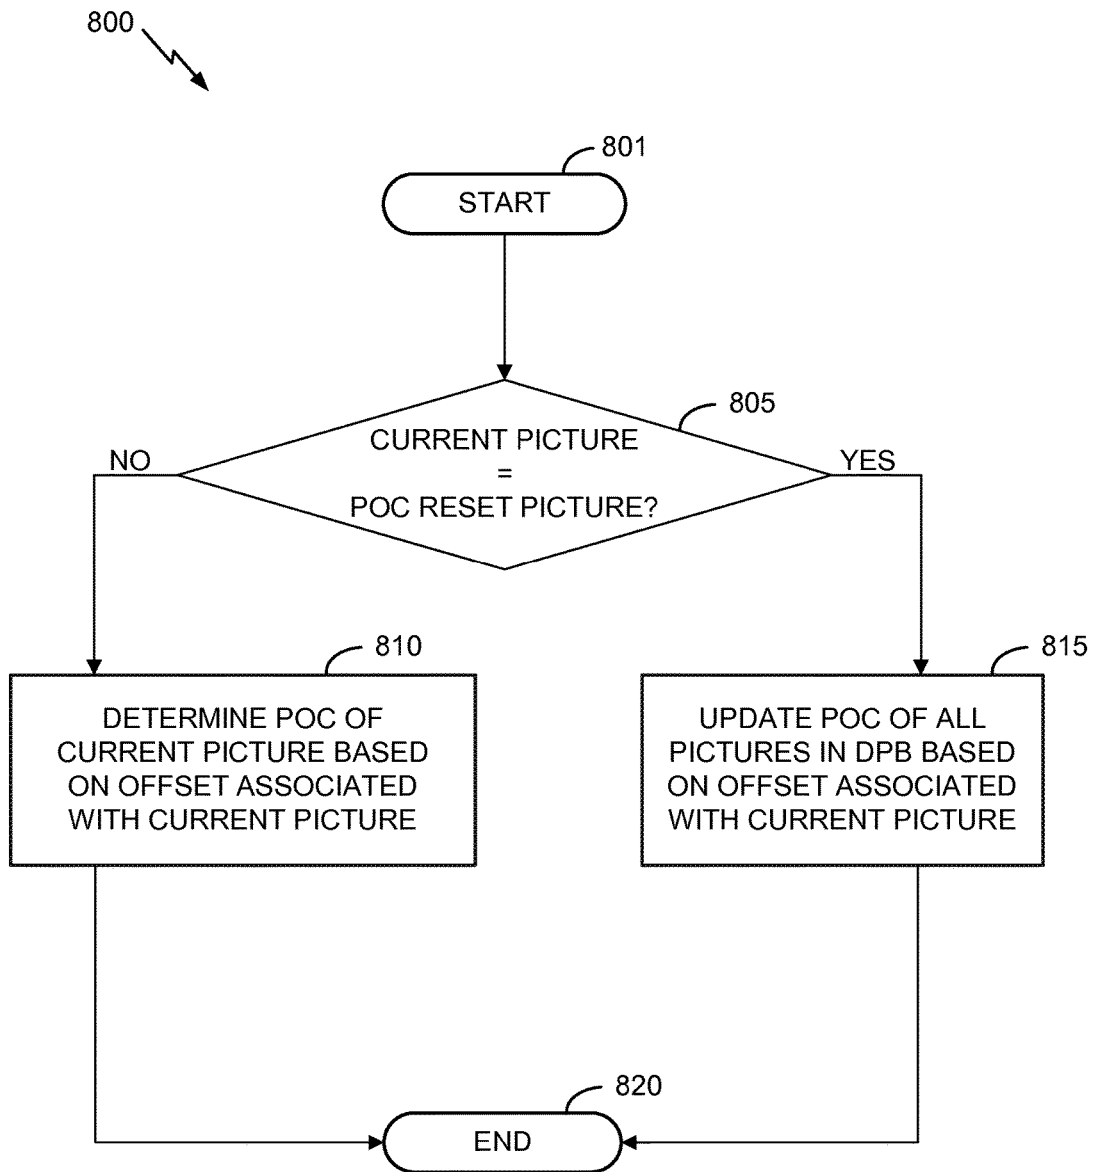 800
801
START
805
CURRENT PICTURE
=
POC RESET PICTURE?
NO
YES
810
815
DETERMINE POC OF
CURRENT PICTURE BASED
ON OFFSET ASSOCIATED
WITH CURRENT PICTURE
UPDATE POC OF ALL
PICTURES IN DPB BASED
ON OFFSET ASSOCIATED
WITH CURRENT PICTURE
820
END